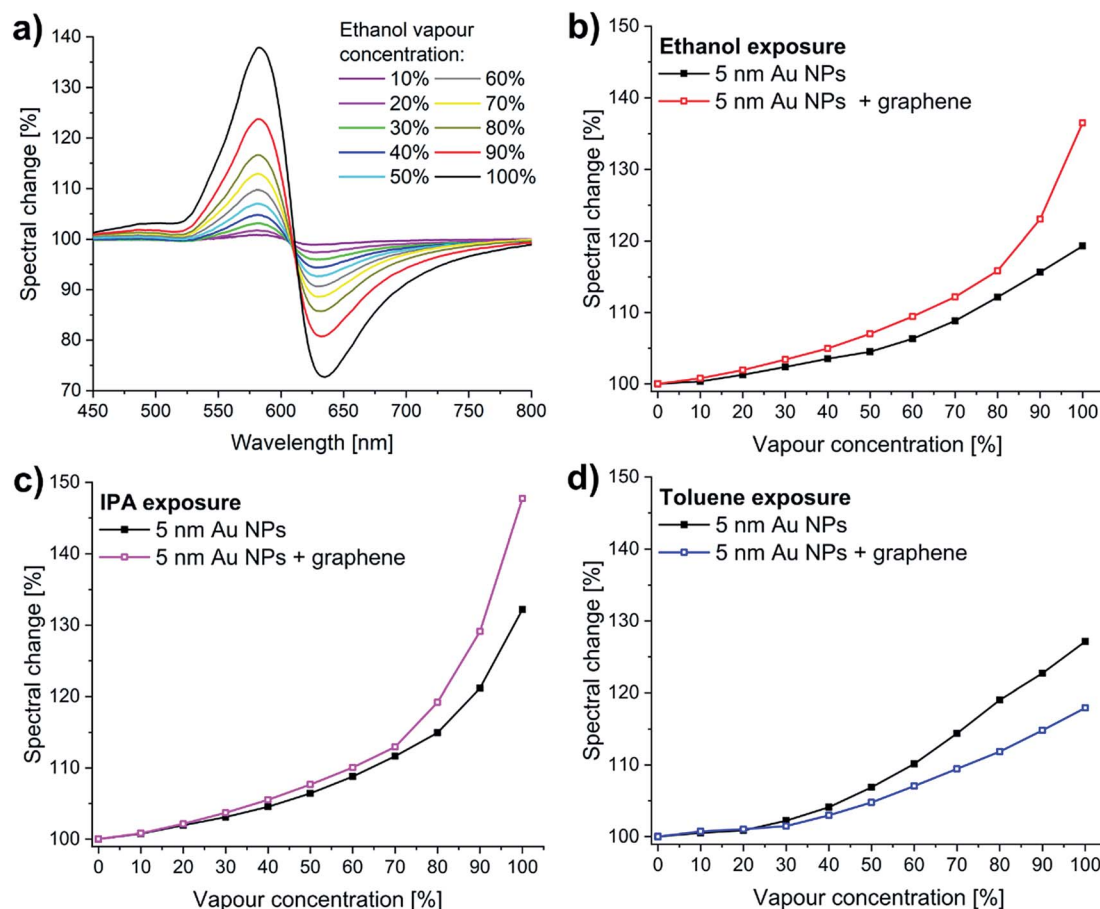 a)
Spectral change [%]
140
130
120
110
100
90
80
70
450 500 550 600 650 700 750 800
Wavelength [nm]
Ethanol vapour
concentration:
10% 60%
20% 70%
30% 80%
40% 90%
50% 100%
b)
Spectral change [%]
150
140
130
120
110
100
0 10 20 30 40 50 60 70 80 90 100
Vapour concentration [%]
Ethanol exposure
5 nm Au NPs
5 nm Au NPs + graphene
c)
Spectral change [%]
150
140
130
120
110
100
0 10 20 30 40 50 60 70 80 90 100
Vapour concentration [%]
IPA exposure
5 nm Au NPs
5 nm Au NPs + graphene
d)
Spectral change [%]
150
140
130
120
110
100
0 10 20 30 40 50 60 70 80 90 100
Vapour concentration [%]
Toluene exposure
5 nm Au NPs
5 nm Au NPs + graphene